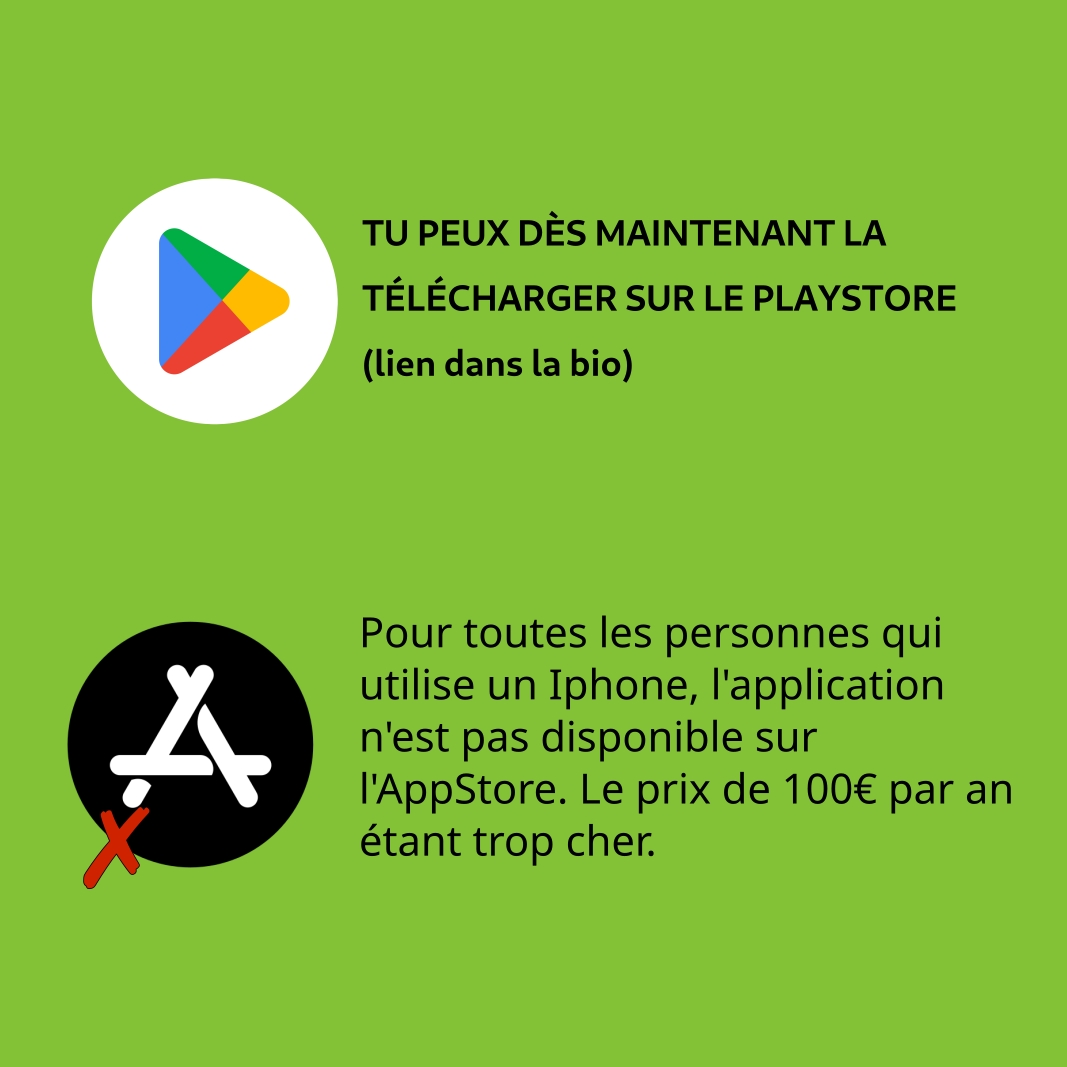 TU PEUX DÈS MAINTENANT LA
TÉLÉCHARGER SUR LE PLAYSTORE
(lien dans la bio)
Pour toutes les personnes qui
utilise un Iphone, l'application
n'est pas disponible sur
l'AppStore. Le prix de 100€ par an
étant trop cher.